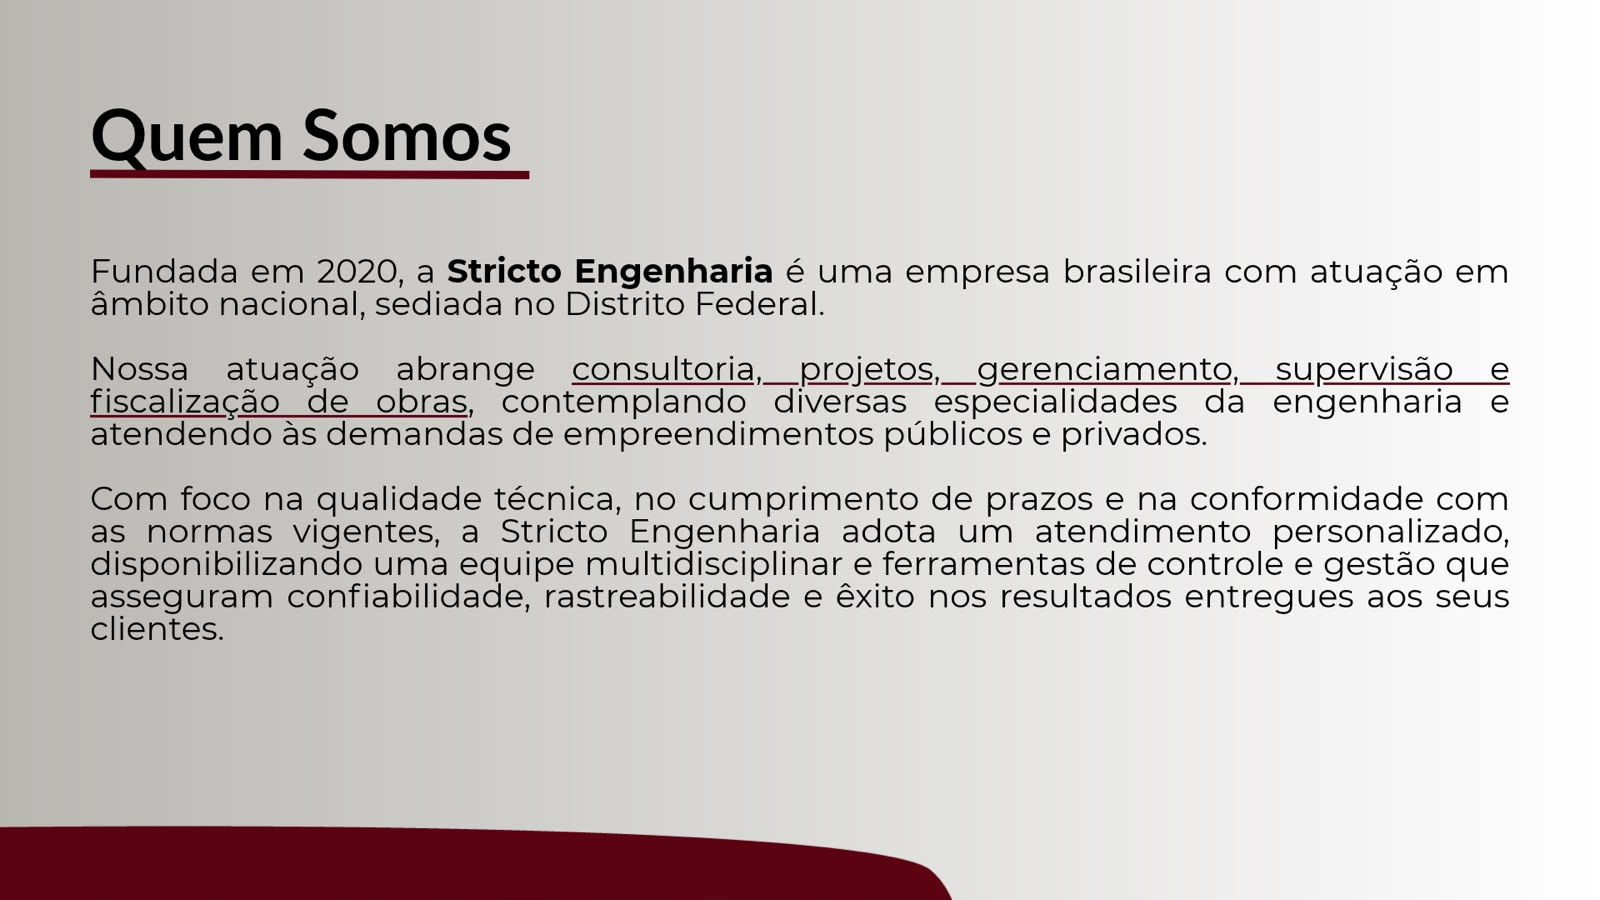 Quem Somos
Fundada em 2020, a Stricto Engenharia é uma empresa brasileira com atuação em
âmbito nacional, sediada no Distrito Federal.
Nossa atuação abrange consultoria, projetos, gerenciamento, supervisão e
fiscalização de obras, contemplando diversas especialidades da engenharia e
atendendo às demandas de empreendimentos públicos e privados.
Com foco na qualidade técnica, no cumprimento de prazos e na conformidade com
as normas vigentes, a Stricto Engenharia adota um atendimento personalizado,
disponibilizando uma equipe multidisciplinar e ferramentas de controle e gestão que
asseguram confiabilidade, rastreabilidade e êxito nos resultados entregues aos seus
clientes.